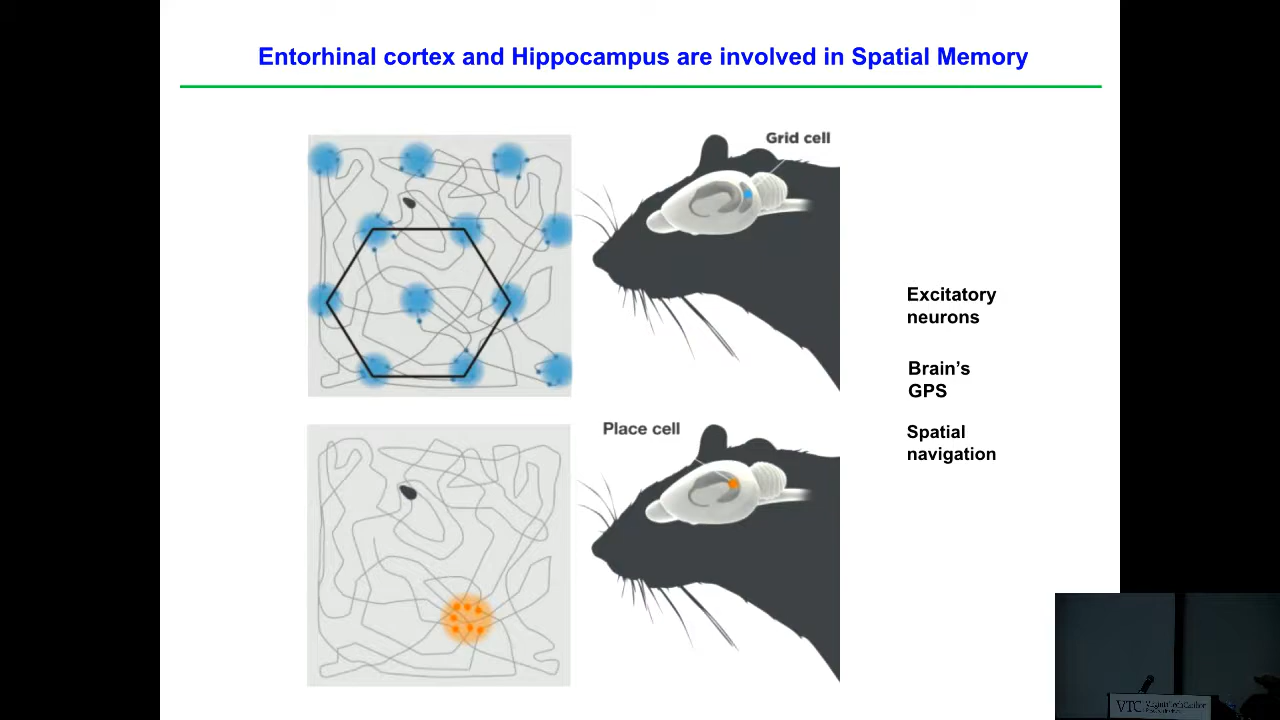 Entorhinal cortex and Hippocampus are involved in Spatial Memory
Grid cell
Excitatory
neurons
Brain’s
GPS
Spatial
navigation
Place cell
VTC